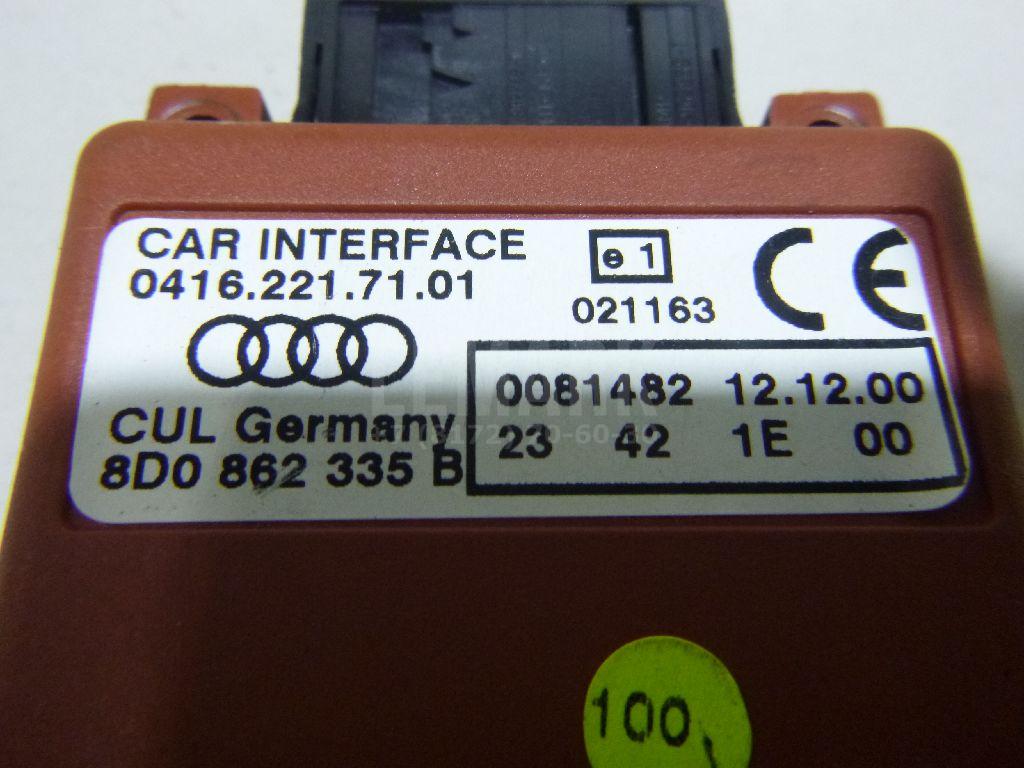 CAR INTERFACE
0416.221.71.01
e 1
021163
CE
0081482 12.12.00
23 42 1E 00
CUL Germany
8D0 862 335 B
100